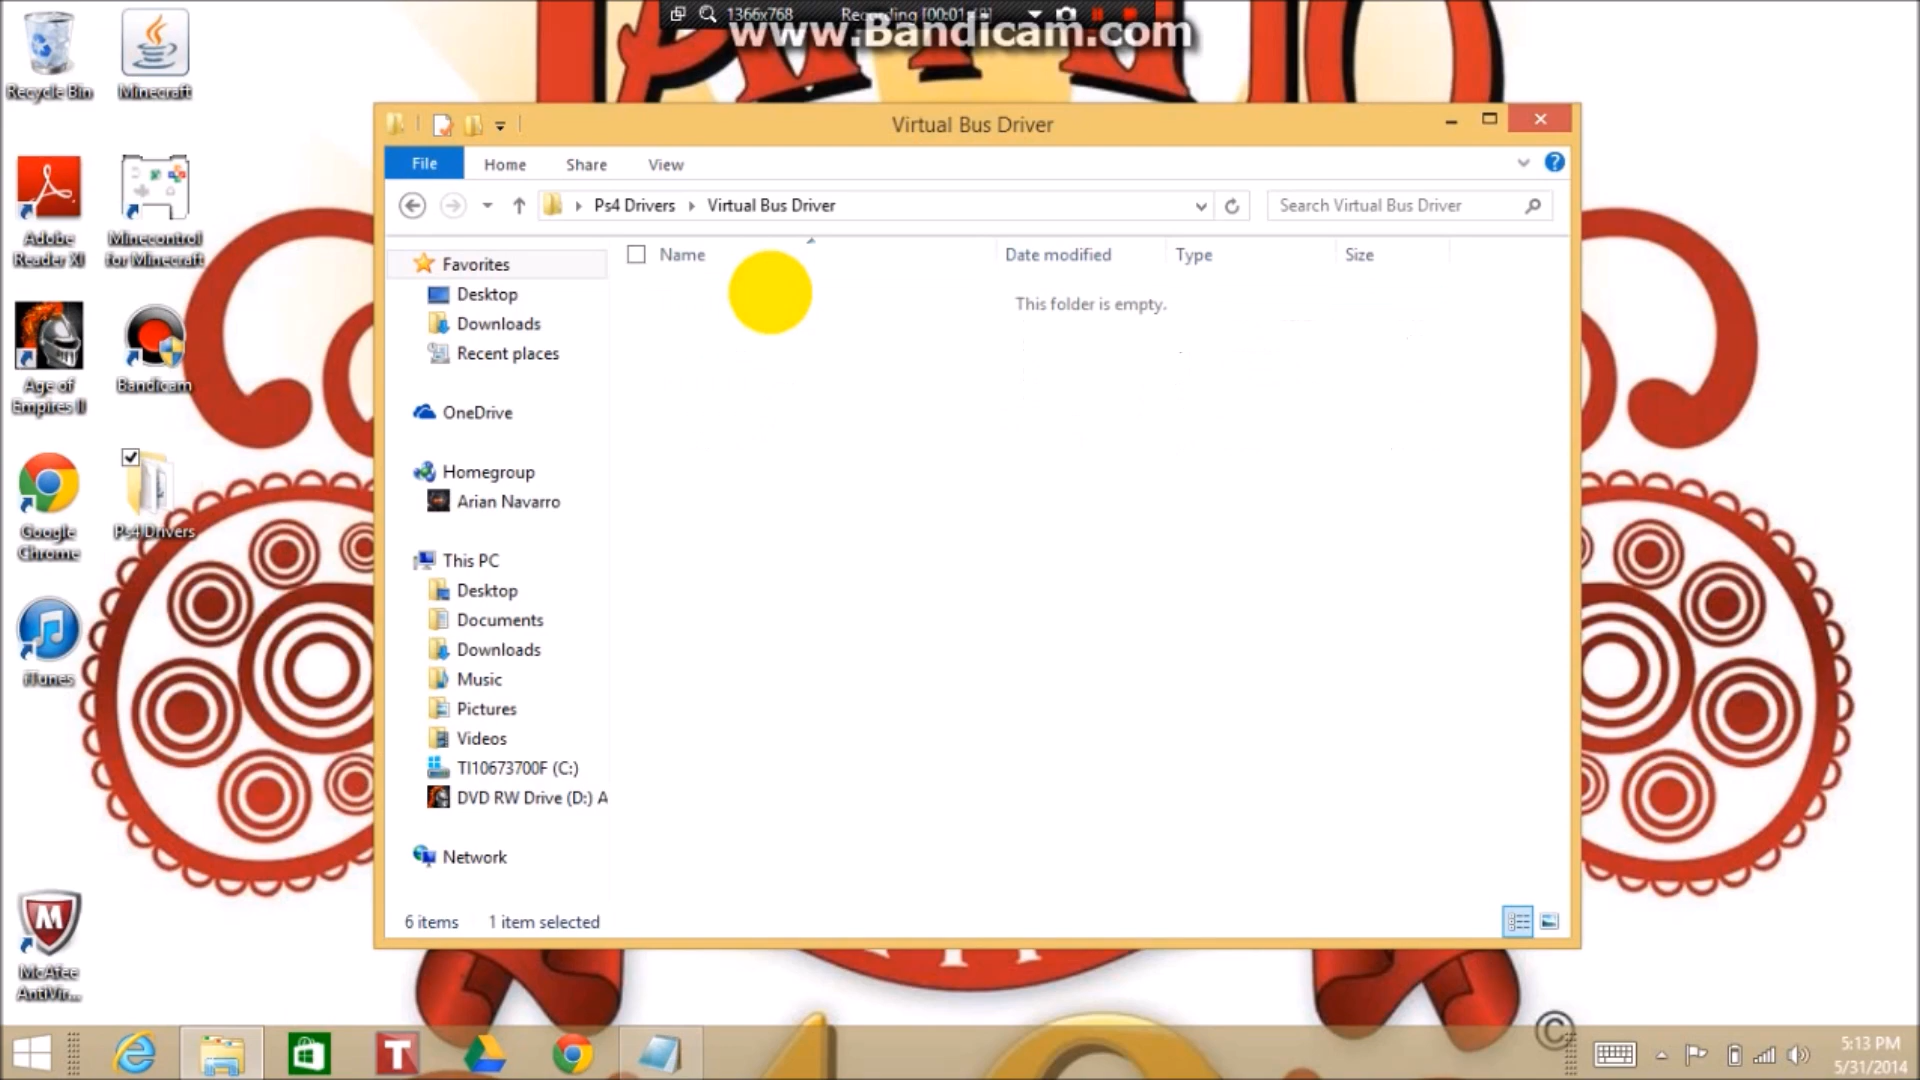 1366x768
Recording [00:01
www.Bandicam.com
Recycle Bin
Minecraft
Adobe
Reader XI
Minecontrol
for Minecraft
Age of
Empires II
Bandicam
Google
Chrome
Ps4 Drivers
iTunes
McAfee
AntiVir...
Virtual Bus Driver
File
Home
Share
View
Ps4 Drivers
Virtual Bus Driver
Search Virtual Bus Driver
Name
Date modified
Type
Size
This folder is empty.
Favorites
Desktop
Downloads
Recent places
OneDrive
Homegroup
Arian Navarro
This PC
Desktop
Documents
Downloads
Music
Pictures
Videos
TI10673700F (C:)
DVD RW Drive (D:) A
Network
6 items
1 item selected
©
5:13 PM
5/31/2014